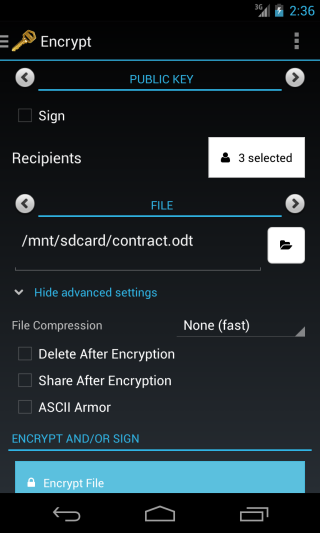 3G 2:36
Encrypt
PUBLIC KEY
Sign
Recipients
3 selected
FILE
/mnt/sdcard/contract.odt
Hide advanced settings
File Compression
None (fast)
Delete After Encryption
Share After Encryption
ASCII Armor
ENCRYPT AND/OR SIGN
Encrypt File